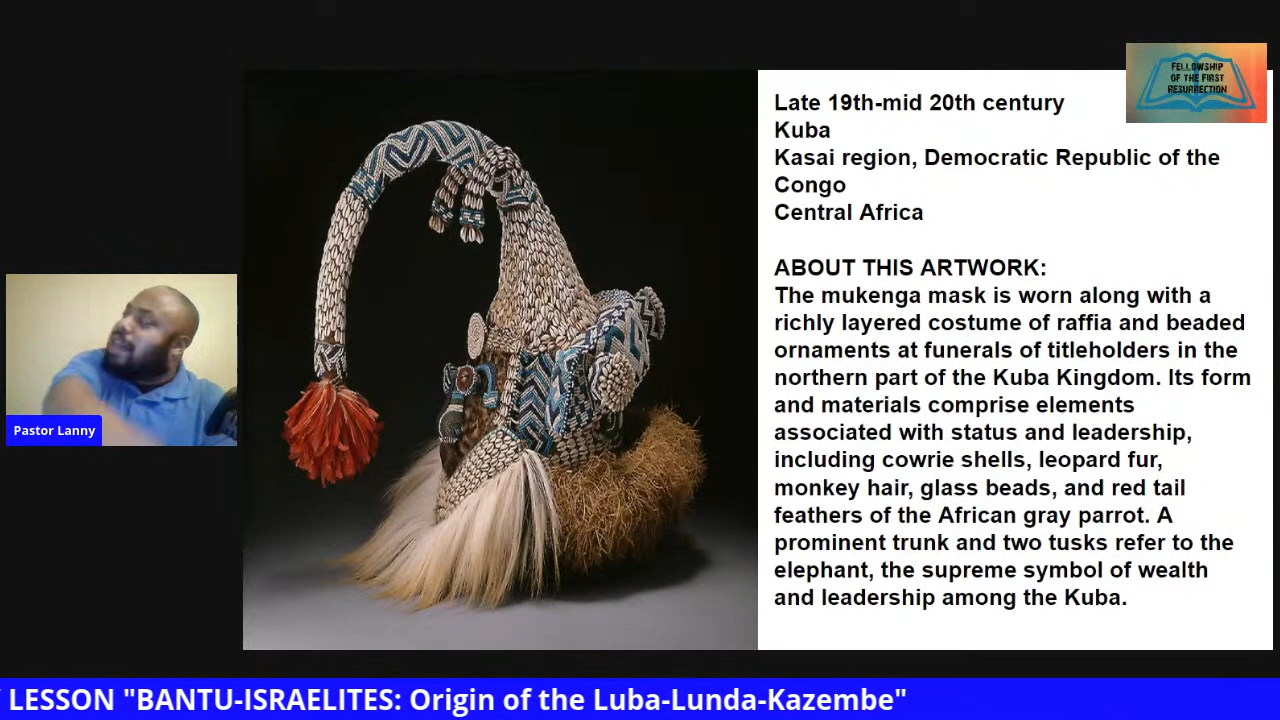 FELLOWSHIP
OF THE FIRST
RESURRECTION
Late 19th-mid 20th century
Kuba
Kasai region, Democratic Republic of the
Congo
Central Africa
ABOUT THIS ARTWORK:
The mukenga mask is worn along with a
richly layered costume of raffia and beaded
ornaments at funerals of titleholders in the
northern part of the Kuba Kingdom. Its form
and materials comprise elements
associated with status and leadership,
including cowrie shells, leopard fur,
monkey hair, glass beads, and red tail
feathers of the African gray parrot. A
prominent trunk and two tusks refer to the
elephant, the supreme symbol of wealth
and leadership among the Kuba.
Pastor Lanny
LESSON "BANTU-ISRAELITES: Origin of the Luba-Lunda-Kazembe"